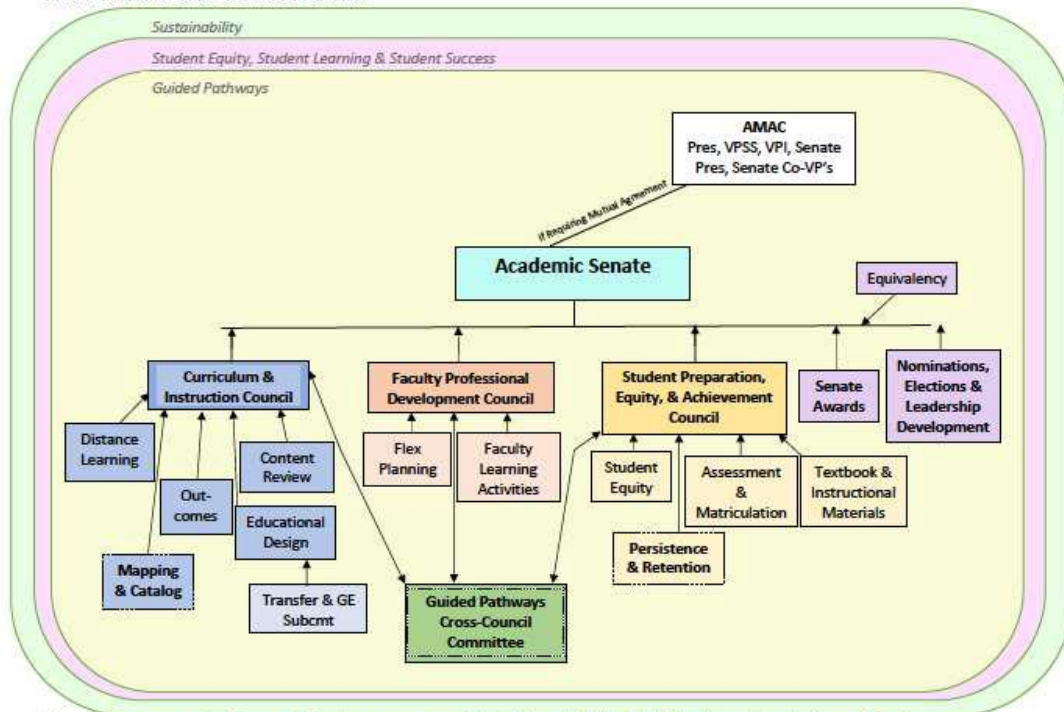 Sustainability
Student Equity, Student Learning & Student Success
Guided Pathways
AMAC
Pres, VPSS, VPI, Senate
Pres, Senate Co-VP's
If Requiring Mutual Agreement
Academic Senate
Equivalency
Curriculum &
Instruction Council
Faculty Professional
Development Council
Student Preparation,
Equity, & Achievement
Council
Senate
Awards
Nominations,
Elections &
Leadership
Development
Distance
Learning
Content
Review
Flex
Planning
Faculty
Learning
Activities
Student
Equity
Assessment
&
Matriculation
Textbook &
Instructional
Materials
Out-
comes
Educational
Design
Persistence
& Retention
Mapping
& Catalog
Transfer & GE
Subcmt
Guided Pathways
Cross-Council
Committee